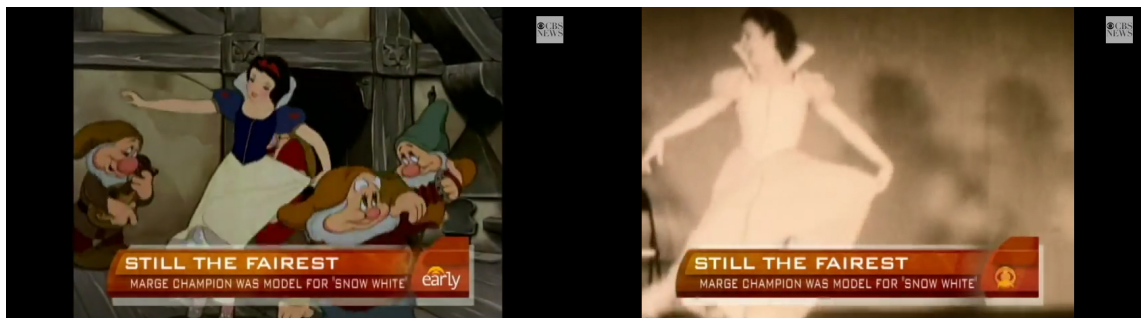 CBS NEWS
STILL THE FAIREST
MARGE CHAMPION WAS MODEL FOR "SNOW WHITE"
early
CBS NEWS
STILL THE FAIREST
MARGE CHAMPION WAS MODEL FOR "SNOW WHITE"